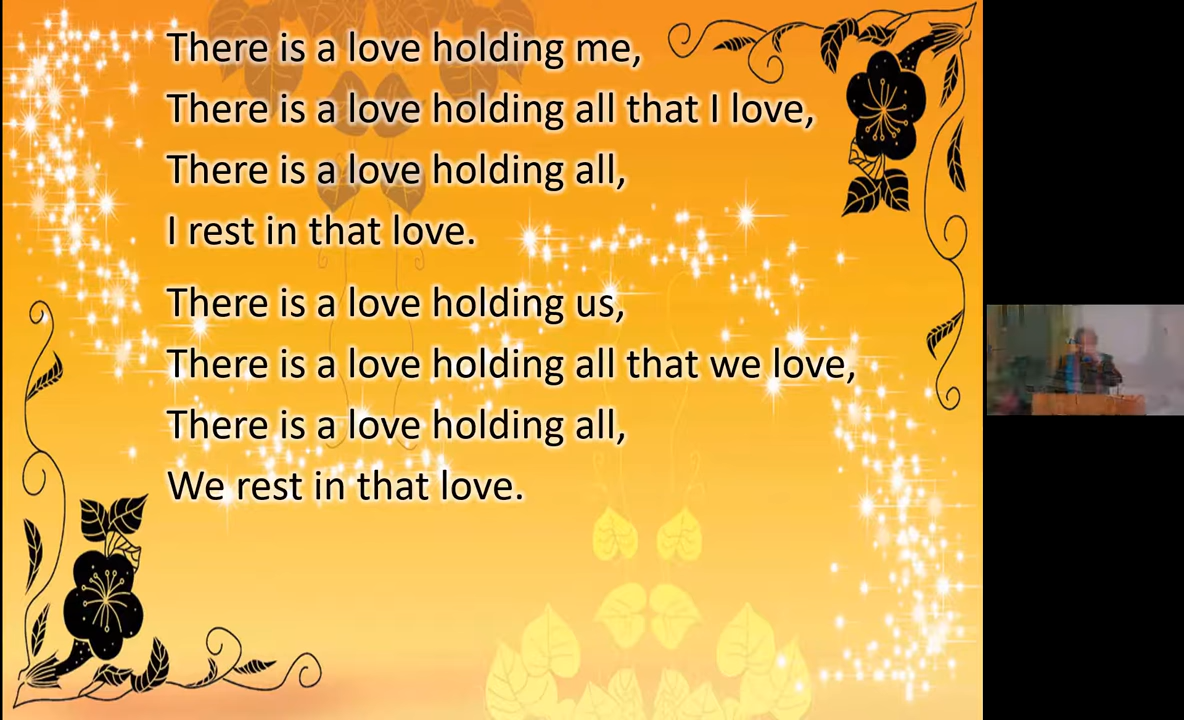 There is a love holding me,
There is a love holding all that I love,
There is a love holding all,
I rest in that love.
There is a love holding us,
There is a love holding all that we love,
There is a love holding all,
We rest in that love.